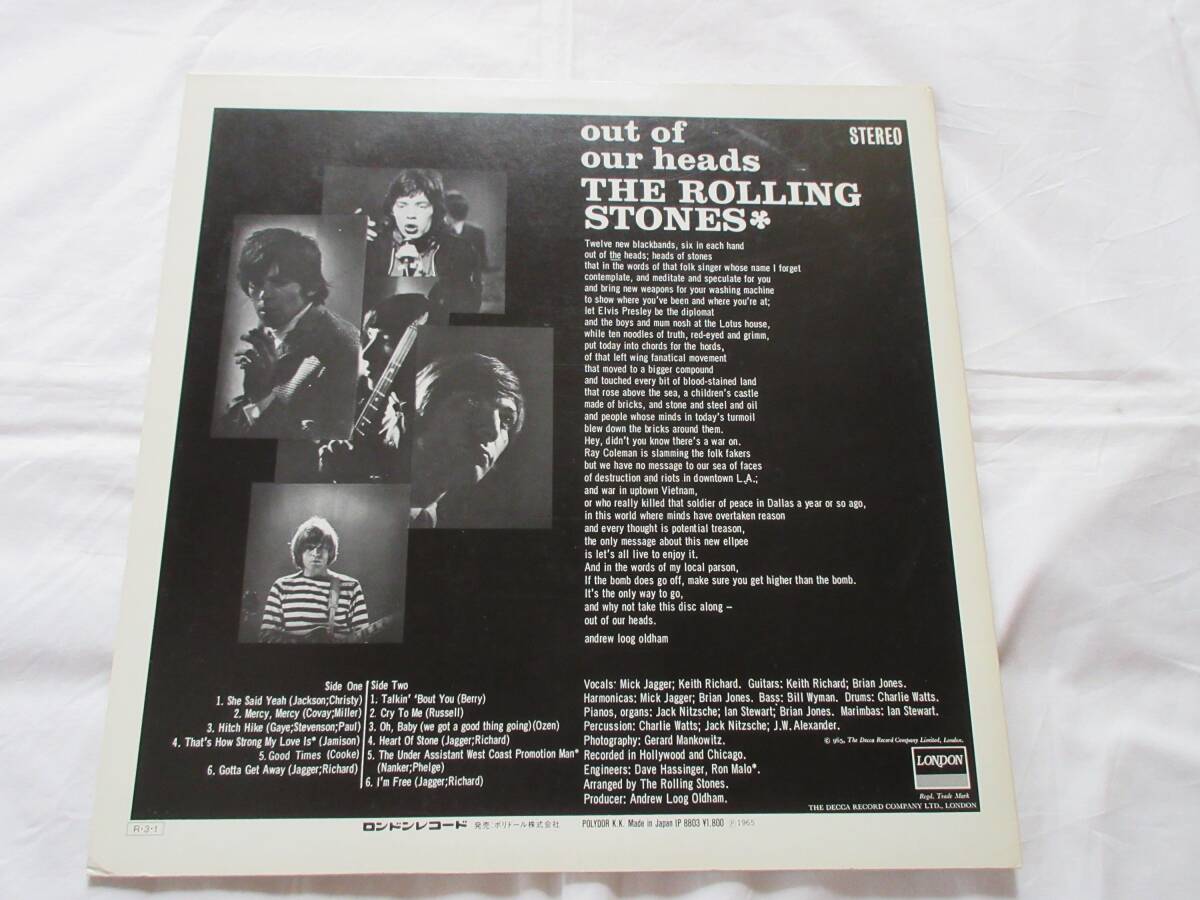 out of
our heads
THE ROLLING
STONES*
STEREO
Twelve new blackbands, six in each hand
out of the heads; heads of stones
that in the words of that folk singer whose name I forget
contemplate, and meditate and speculate for you
and bring new weapons for your washing machine
to show where you've been and where you're at;
let Elvis Presley be the diplomat
and the boys and mum nosh at the Lotus house,
while ten noodles of truth, red-eyed and grimm,
put today into chords for the hords,
of that left wing fanatical movement
that moved to a bigger compound
and touched every bit of blood-stained land
that rose above the sea, a children's castle
made of bricks, and stone and steel and oil
and people whose minds in today's turmoil
blew down the bricks around them.
Hey, didn't you know there's a war on.
Ray Coleman is slamming the folk fakers
but we have no message to our sea of faces
of destruction and riots in downtown L.A.;
and war in uptown Vietnam,
or who really killed that soldier of peace in Dallas a year or so ago,
in this world where minds have overtaken reason
and every thought is potential treason,
the only message about this new ellpee
is let's all live to enjoy it.
And in the words of my local parson,
If the bomb does go off, make sure you get higher than the bomb.
It's the only way to go,
and why not take this disc along –
out of our heads.
andrew loog oldham
Side One
1. She Said Yeah (Jackson;Christy)
2. Mercy, Mercy (Covay;Miller)
3. Hitch Hike (Gaye;Stevenson;Paul)
4. That's How Strong My Love Is* (Jamison)
5. Good Times (Cooke)
6. Gotta Get Away (Jagger;Richard)
Side Two
1. Talkin' ‘Bout You (Berry)
2. Cry To Me (Russell)
3. Oh, Baby (we got a good thing going)(Ozen)
4. Heart Of Stone (Jagger;Richard)
5. The Under Assistant West Coast Promotion Man*
(Nanker;Phelge)
6. I'm Free (Jagger;Richard)
Vocals: Mick Jagger; Keith Richard. Guitars: Keith Richard; Brian Jones.
Harmonicas: Mick Jagger; Brian Jones. Bass: Bill Wyman. Drums: Charlie Watts.
Pianos, organs: Jack Nitzsche; Ian Stewart; Brian Jones. Marimbas: Ian Stewart.
Percussion: Charlie Watts; Jack Nitzsche; J.W.Alexander.
Photography: Gerard Mankowitz.
Recorded in Hollywood and Chicago.
Engineers: Dave Hassinger, Ron Malo*.
Arranged by The Rolling Stones.
Producer: Andrew Loog Oldham.
© 1965, The Decca Record Company Limited, London.
LONDON
Regd. Trade Mark
THE DECCA RECORD COMPANY LTD., LONDON
R・3・1
ロンドンレコード 発売：ポリドール株式会社
POLYDOR K.K. Made in Japan LP 8803 ¥1.800 Ⓟ1965